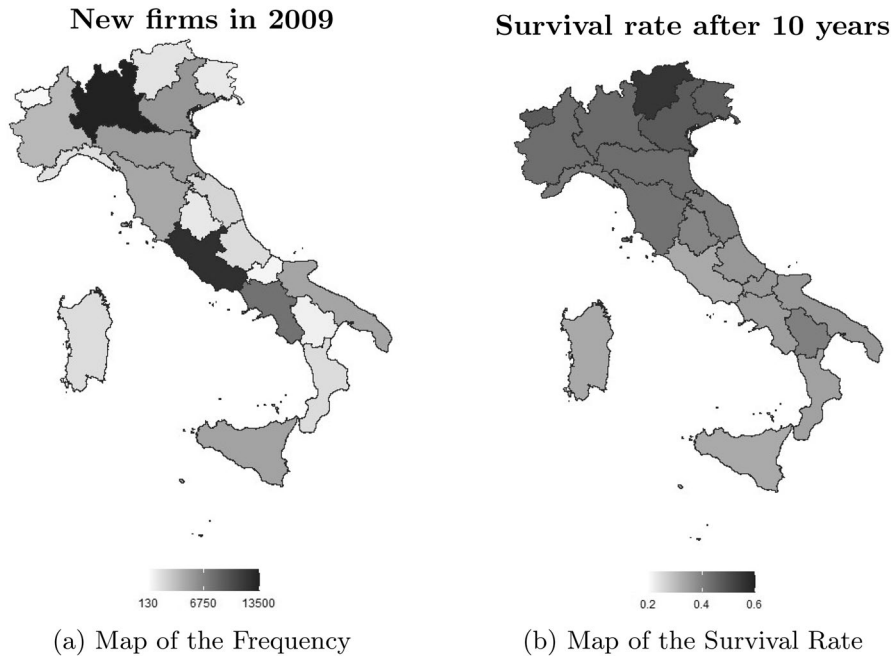 New firms in 2009
Survival rate after 10 years
130 6750 13500
0.2 0.4 0.6
(a) Map of the Frequency
(b) Map of the Survival Rate